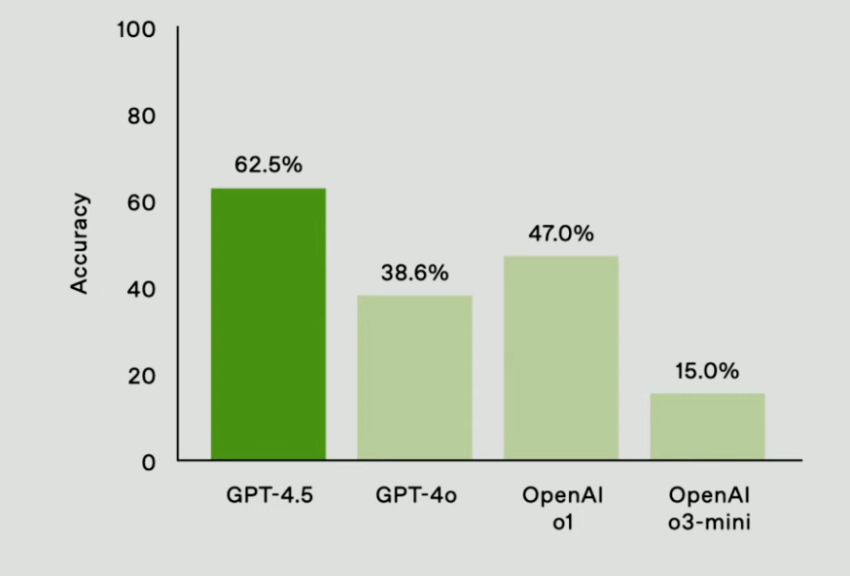 100
80
60
40
20
0
Accuracy
62.5%
38.6%
47.0%
15.0%
GPT-4.5
GPT-4o
OpenAI
o1
OpenAI
o3-mini